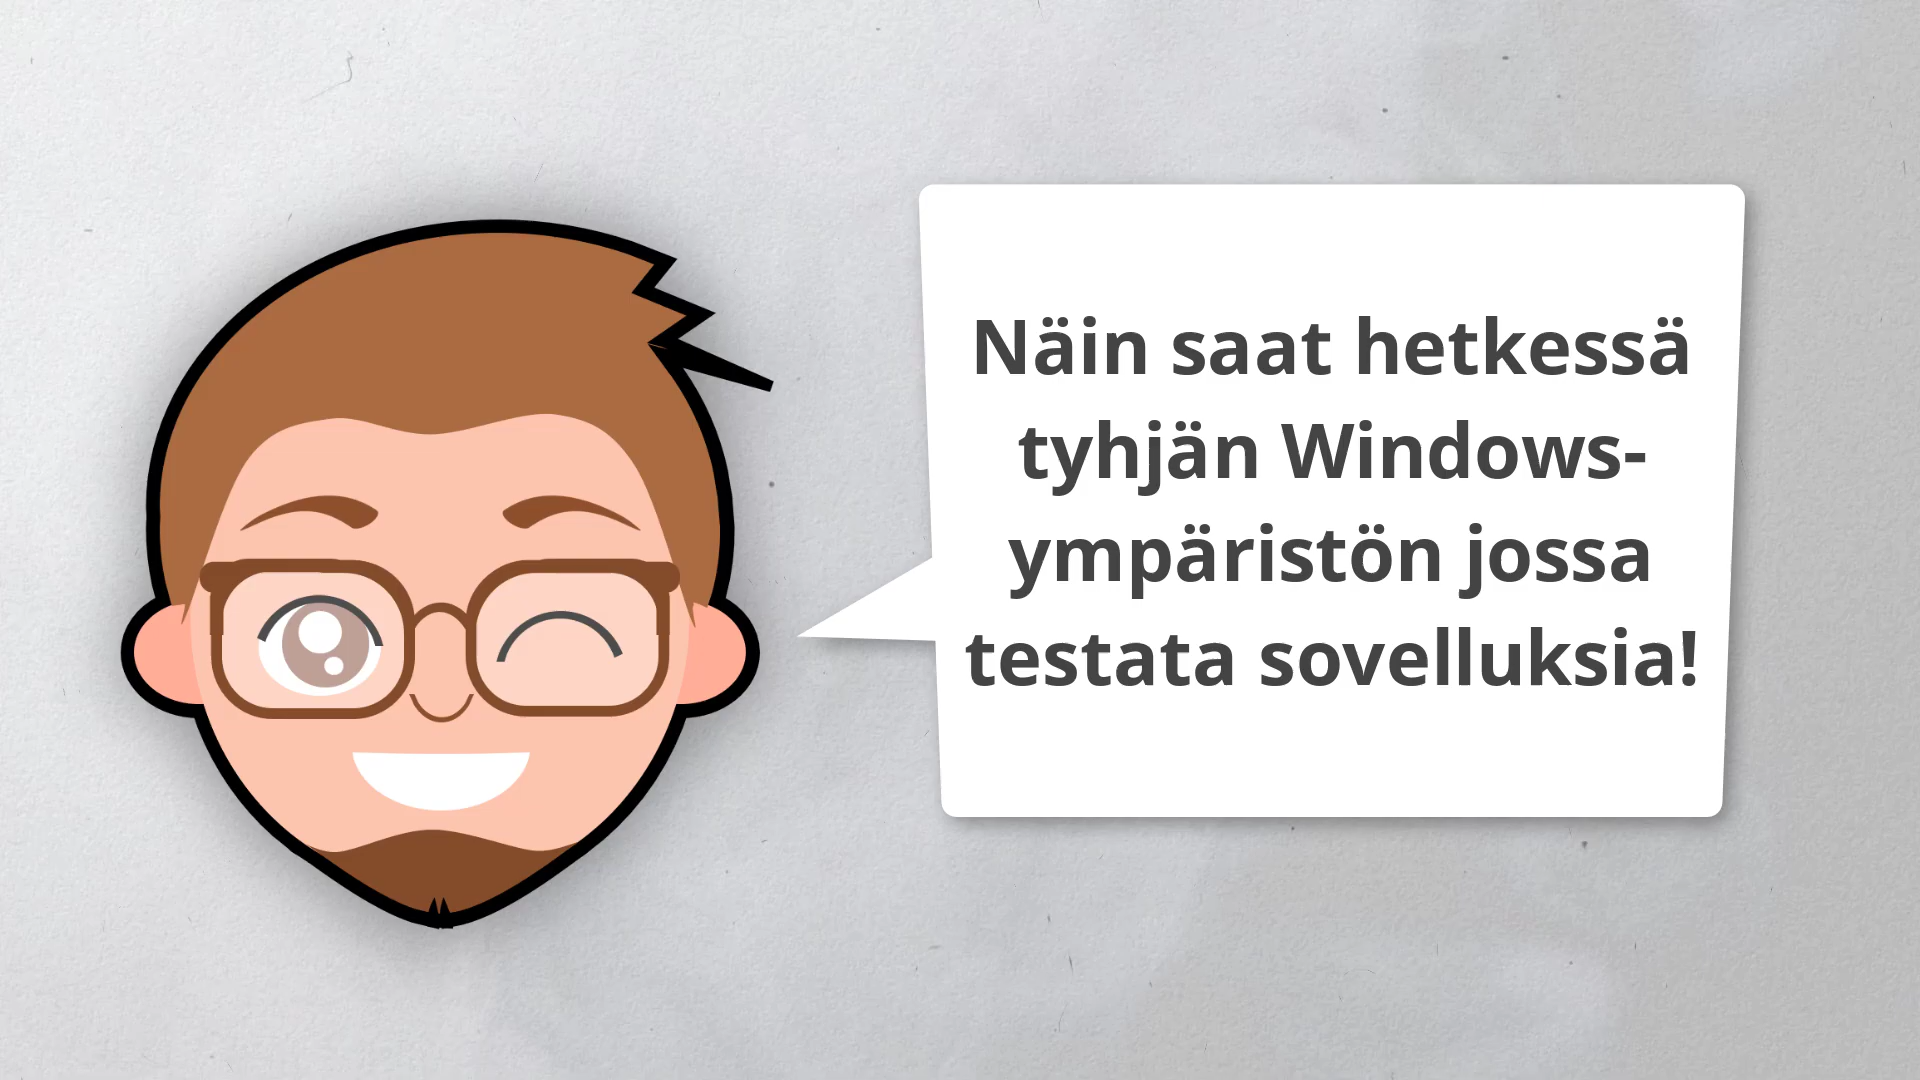 Näin saat hetkessä
tyhjän Windows-
ympäristön jossa
testata sovelluksia!